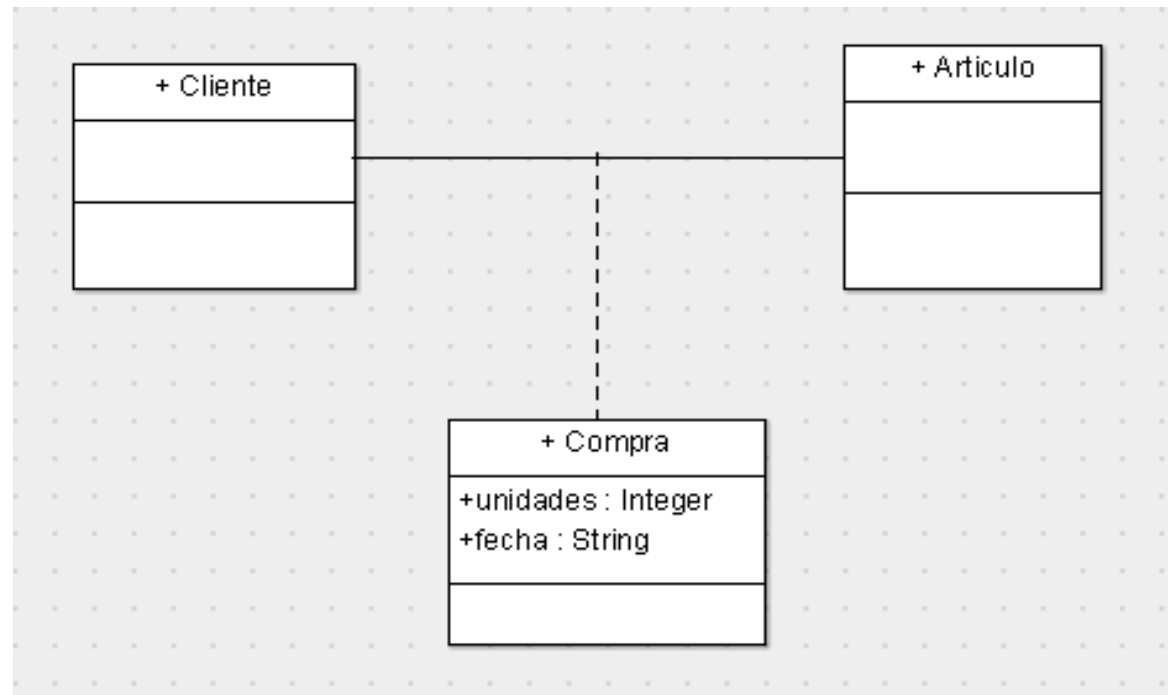 + Cliente
+ Articulo
+ Compra
+unidades : Integer
+fecha : String